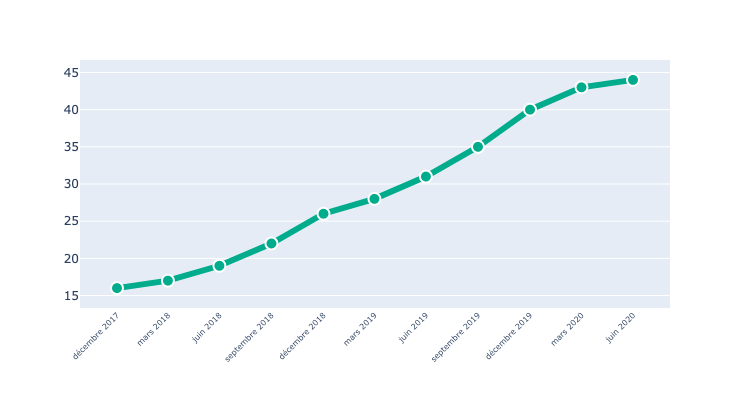 45
40
35
30
25
20
15
décembre 2017
mars 2018
juin 2018
septembre 2018
décembre 2018
mars 2019
juin 2019
septembre 2019
décembre 2019
mars 2020
juin 2020